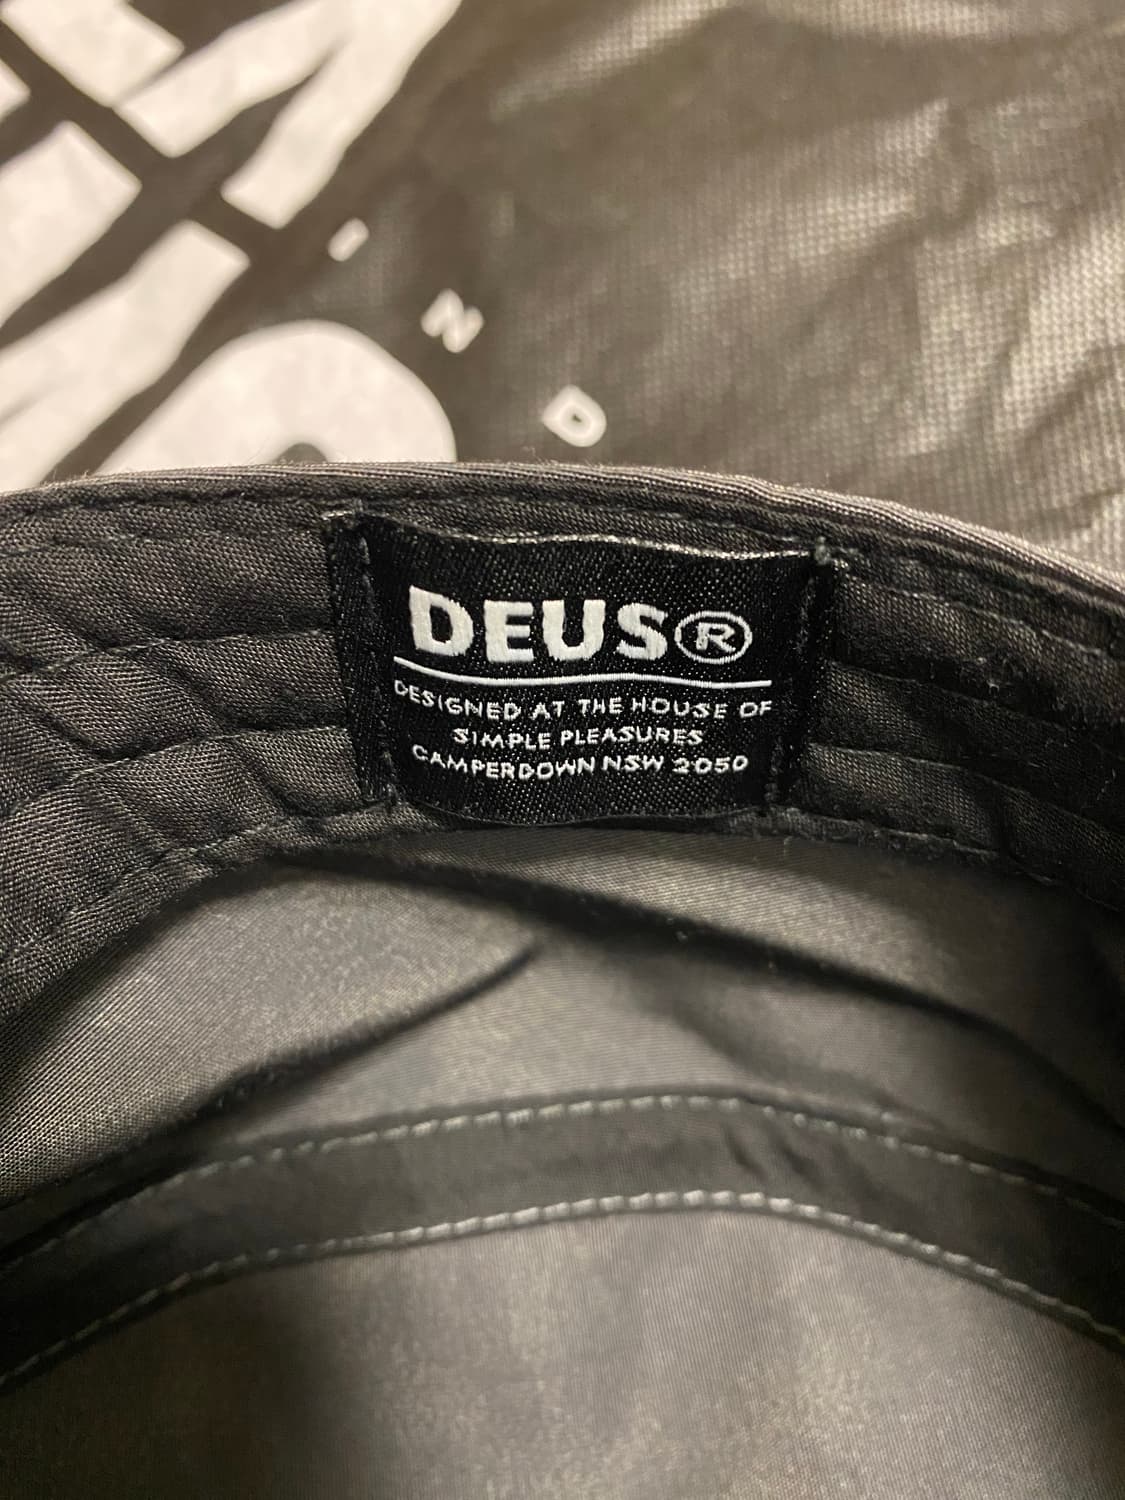 I
N
D
DEUS®
DESIGNED AT THE HOUSE OF
SIMPLE PLEASURES
CAMPERDOWN NSW 2050